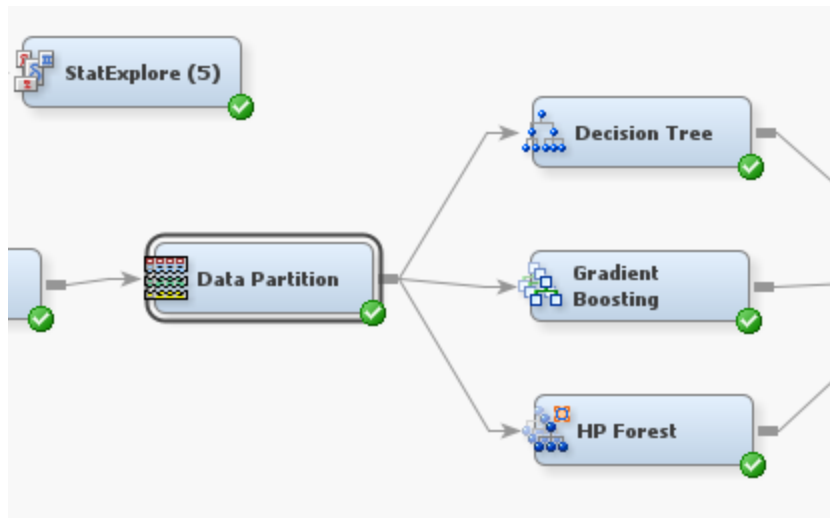 StatExplore (5)
Decision Tree
Data Partition
Gradient
Boosting
HP Forest